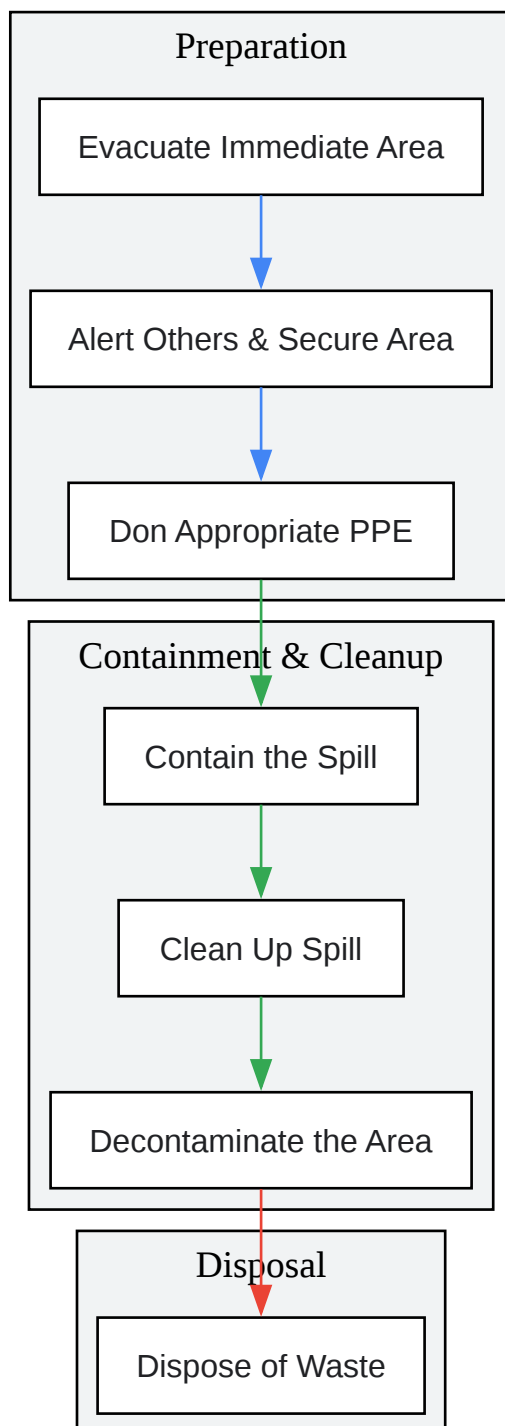 Preparation
Evacuate Immediate Area
Alert Others & Secure Area
Don Appropriate PPE
Containment & Cleanup
Contain the Spill
Clean Up Spill
Decontaminate the Area
Disposal
Dispose of Waste